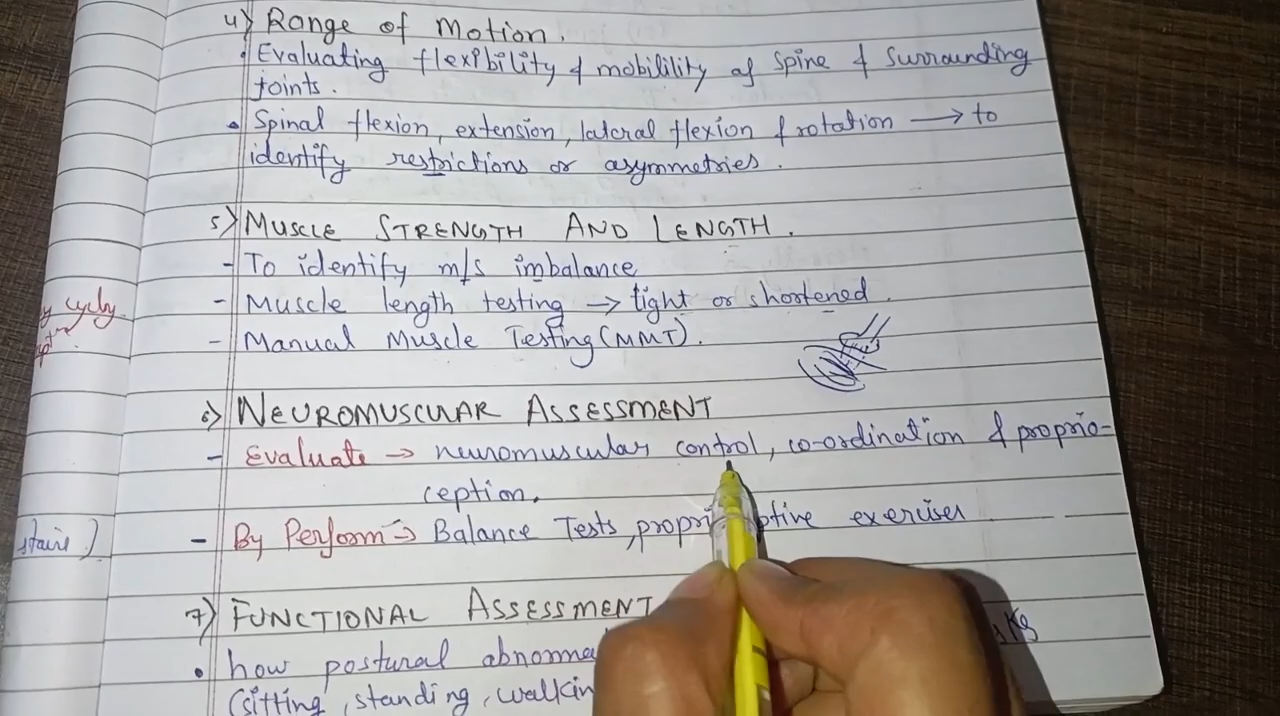 4) Range of Motion.
• Evaluating flexibility & mobilility of spine & surrounding
joints.
• Spinal flexion, extension, lateral flexion & rotation → to
identify restrictions or asymmetries.
5) MUSCLE STRENGTH AND LENGTH.
- To identify m/s imbalance
- Muscle length testing → tight or shortened.
- Manual Muscle Testing (MMT).
6) NEUROMUSCULAR ASSESSMENT
- Evaluate → neuromuscular control, co-ordination & proprio-
ception.
- By Perform → Balance Tests, propri ptive exercises
7) FUNCTIONAL ASSESSMENT
• how postural abnorma
(sitting, standing, walkin